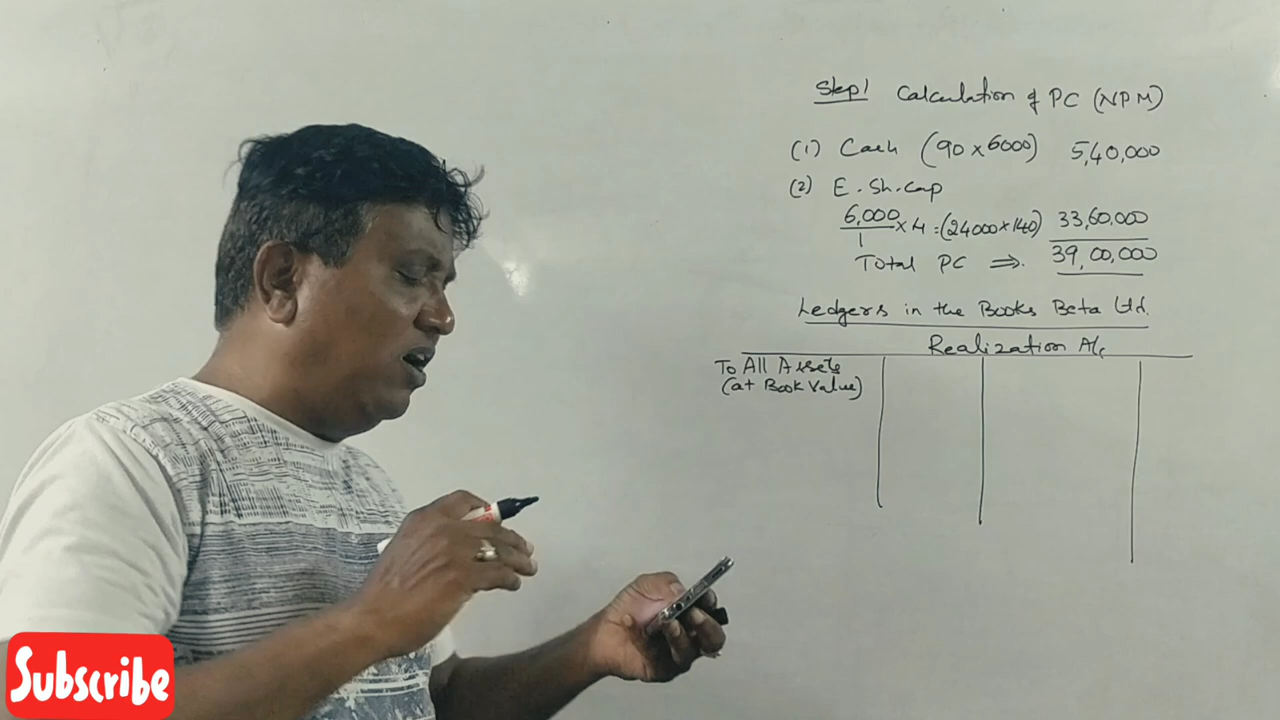 Step 1 Calculation of PC (NPM)
(1) Cash (90 x 6000) 5,40,000
(2) E. Sh. Cap
6,000/1 x 4 = (24000 x 140) 33,60,000
Total PC ⇒ 39,00,000
Ledgers in the Books Beta Ltd.
Realization A/c
To All Assets
(at Book Value)
Subscribe